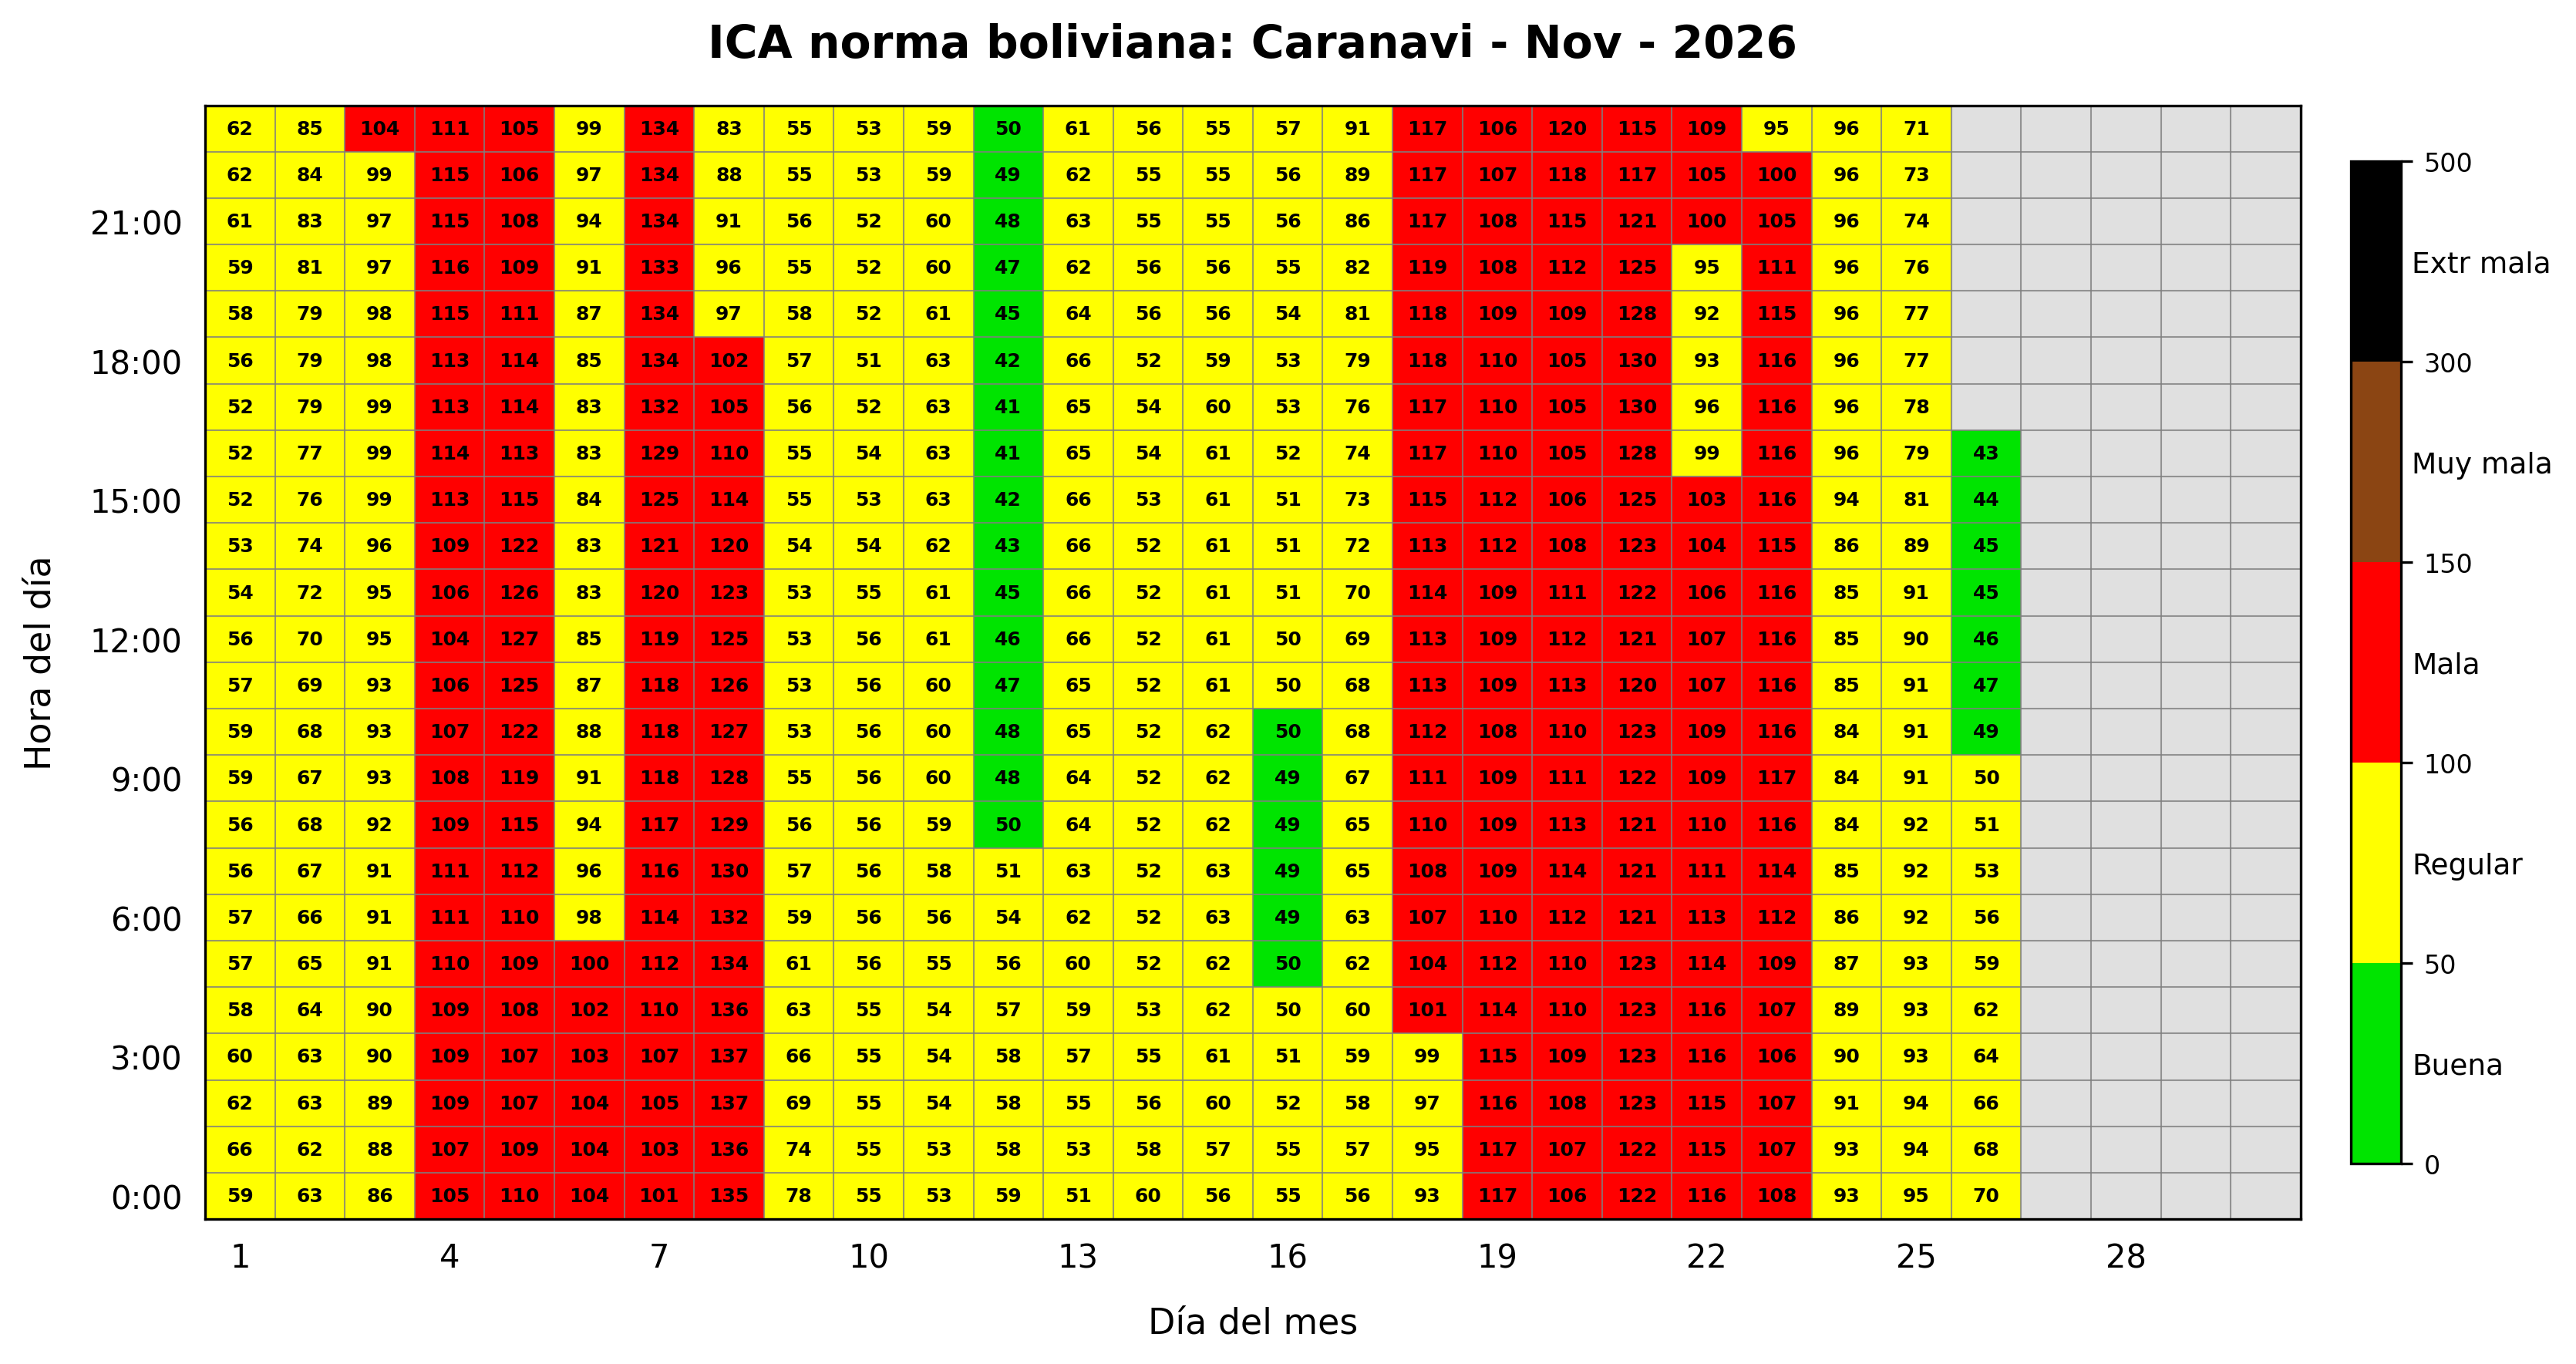 ICA norma boliviana: Caranavi - Nov - 2026
62 85 104 111 105 99 134 83 55 53 59 50 61 56 55 57 91 117 106 120 115 109 95 96 71
62 84 99 115 106 97 134 88 55 53 59 49 62 55 55 56 89 117 107 118 117 105 100 96 73
21:00 61 83 97 115 108 94 134 91 56 52 60 48 63 55 55 56 86 117 108 115 121 100 105 96 74
59 81 97 116 109 91 133 96 55 52 60 47 62 56 56 55 82 119 108 112 125 95 111 96 76
58 79 98 115 111 87 134 97 58 52 61 45 64 56 56 54 81 118 109 109 128 92 115 96 77
18:00 56 79 98 113 114 85 134 102 57 51 63 42 66 52 59 53 79 118 110 105 130 93 116 96 77
52 79 99 113 114 83 132 105 56 52 63 41 65 54 60 53 76 117 110 105 130 96 116 96 78
52 77 99 114 113 83 129 110 55 54 63 41 65 54 61 52 74 117 110 105 128 99 116 96 79 43
15:00 52 76 99 113 115 84 125 114 55 53 63 42 66 53 61 51 73 115 112 106 125 103 116 94 81 44
53 74 96 109 122 83 121 120 54 54 62 43 66 52 61 51 72 113 112 108 123 104 115 86 89 45
54 72 95 106 126 83 120 123 53 55 61 45 66 52 61 51 70 114 109 111 122 106 116 85 91 45
12:00 56 70 95 104 127 85 119 125 53 56 61 46 66 52 61 50 69 113 109 112 121 107 116 85 90 46
57 69 93 106 125 87 118 126 53 56 60 47 65 52 61 50 68 113 109 113 120 107 116 85 91 47
59 68 93 107 122 88 118 127 53 56 60 48 65 52 62 50 68 112 108 110 123 109 116 84 91 49
9:00 59 67 93 108 119 91 118 128 55 56 60 48 64 52 62 49 67 111 109 111 122 109 117 84 91 50
56 68 92 109 115 94 117 129 56 56 59 50 64 52 62 49 65 110 109 113 121 110 116 84 92 51
56 67 91 111 112 96 116 130 57 56 58 51 63 52 63 49 65 108 109 114 121 111 114 85 92 53
6:00 57 66 91 111 110 98 114 132 59 56 56 54 62 52 63 49 63 107 110 112 121 113 112 86 92 56
57 65 91 110 109 100 112 134 61 56 55 56 60 52 62 50 62 104 112 110 123 114 109 87 93 59
58 64 90 109 108 102 110 136 63 55 54 57 59 53 62 50 60 101 114 110 123 116 107 89 93 62
3:00 60 63 90 109 107 103 107 137 66 55 54 58 57 55 61 51 59 99 115 109 123 116 106 90 93 64
62 63 89 109 107 104 105 137 69 55 54 58 55 56 60 52 58 97 116 108 123 115 107 91 94 66
66 62 88 107 109 104 103 136 74 55 53 58 53 58 57 55 57 95 117 107 122 115 107 93 94 68
0:00 59 63 86 105 110 104 101 135 78 55 53 59 51 60 56 55 56 93 117 106 122 116 108 93 95 70
1 4 7 10 13 16 19 22 25 28
Día del mes
Hora del día
500
Extr mala
300
Muy mala
150
Mala
100
Regular
50
Buena
0